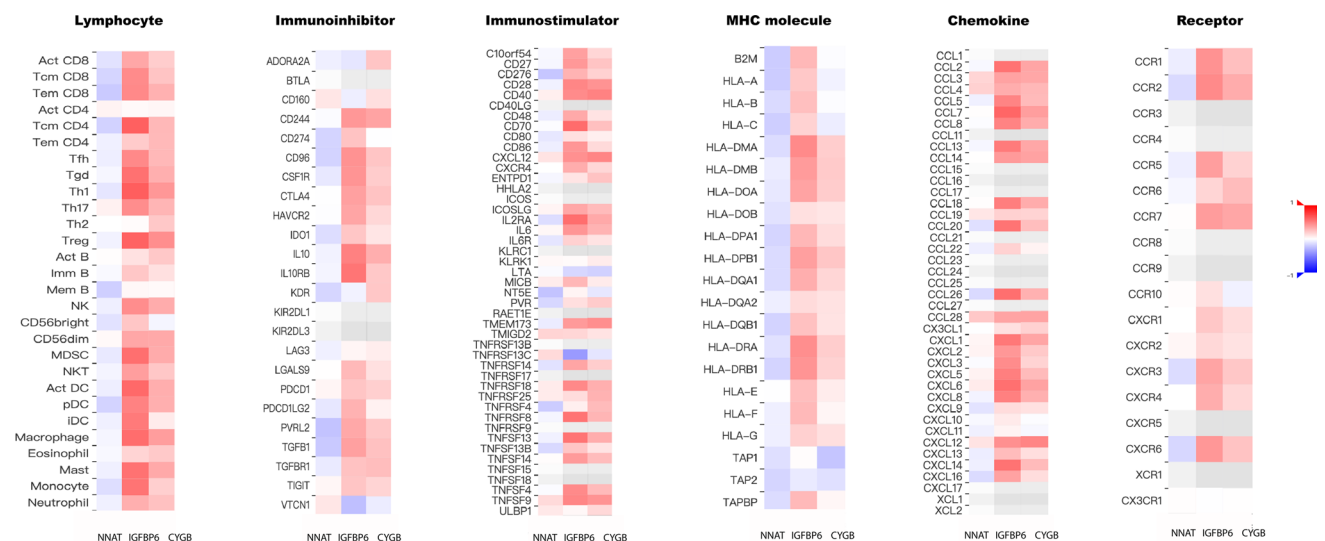 Lymphocyte
Act CD8
Tcm CD8
Tem CD8
Act CD4
Tcm CD4
Tem CD4
Tfh
Tgd
Th1
Th17
Th2
Treg
Act B
Imm B
Mem B
NK
CD56bright
CD56dim
MDSC
NKT
Act DC
pDC
iDC
Macrophage
Eosinophil
Mast
Monocyte
Neutrophil
NNAT IGFBP6 CYGB
Immunoinhibitor
ADORA2A
BTLA
CD160
CD244
CD274
CD96
CSF1R
CTLA4
HAVCR2
IDO1
IL10
IL10RB
KDR
KIR2DL1
KIR2DL3
LAG3
LGALS9
PDCD1
PDCD1LG2
PVRL2
TGFB1
TGFBR1
TIGIT
VTCN1
NNAT IGFBP6 CYGB
Immunostimulator
C10orf54
CD27
CD276
CD28
CD40
CD40LG
CD48
CD70
CD80
CD86
CXCL12
CXCR4
ENTPD1
HHLA2
ICOS
ICOSLG
IL2RA
IL6
IL6R
KLRC1
KLRK1
LTA
MICB
NT5E
PVR
RAET1E
TMEM173
TMIGD2
TNFRSF13B
TNFRSF13C
TNFRSF14
TNFRSF17
TNFRSF18
TNFRSF25
TNFRSF4
TNFRSF8
TNFRSF9
TNFSF13
TNFSF13B
TNFSF14
TNFSF15
TNFSF18
TNFSF4
TNFSF9
ULBP1
NNAT IGFBP6 CYGB
MHC molecule
B2M
HLA-A
HLA-B
HLA-C
HLA-DMA
HLA-DMB
HLA-DOA
HLA-DOB
HLA-DPA1
HLA-DPB1
HLA-DQA1
HLA-DQA2
HLA-DQB1
HLA-DRA
HLA-DRB1
HLA-E
HLA-F
HLA-G
TAP1
TAP2
TAPBP
NNAT IGFBP6 CYGB
Chemokine
CCL1
CCL2
CCL3
CCL4
CCL5
CCL7
CCL8
CCL11
CCL13
CCL14
CCL15
CCL16
CCL17
CCL18
CCL19
CCL20
CCL21
CCL22
CCL23
CCL24
CCL25
CCL26
CCL27
CCL28
CX3CL1
CXCL1
CXCL2
CXCL3
CXCL5
CXCL6
CXCL8
CXCL9
CXCL10
CXCL11
CXCL12
CXCL13
CXCL14
CXCL16
CXCL17
XCL1
XCL2
NNAT IGFBP6 CYGB
Receptor
CCR1
CCR2
CCR3
CCR4
CCR5
CCR6
CCR7
CCR8
CCR9
CCR10
CXCR1
CXCR2
CXCR3
CXCR4
CXCR5
CXCR6
XCR1
CX3CR1
NNAT IGFBP6 CYGB
1
-1